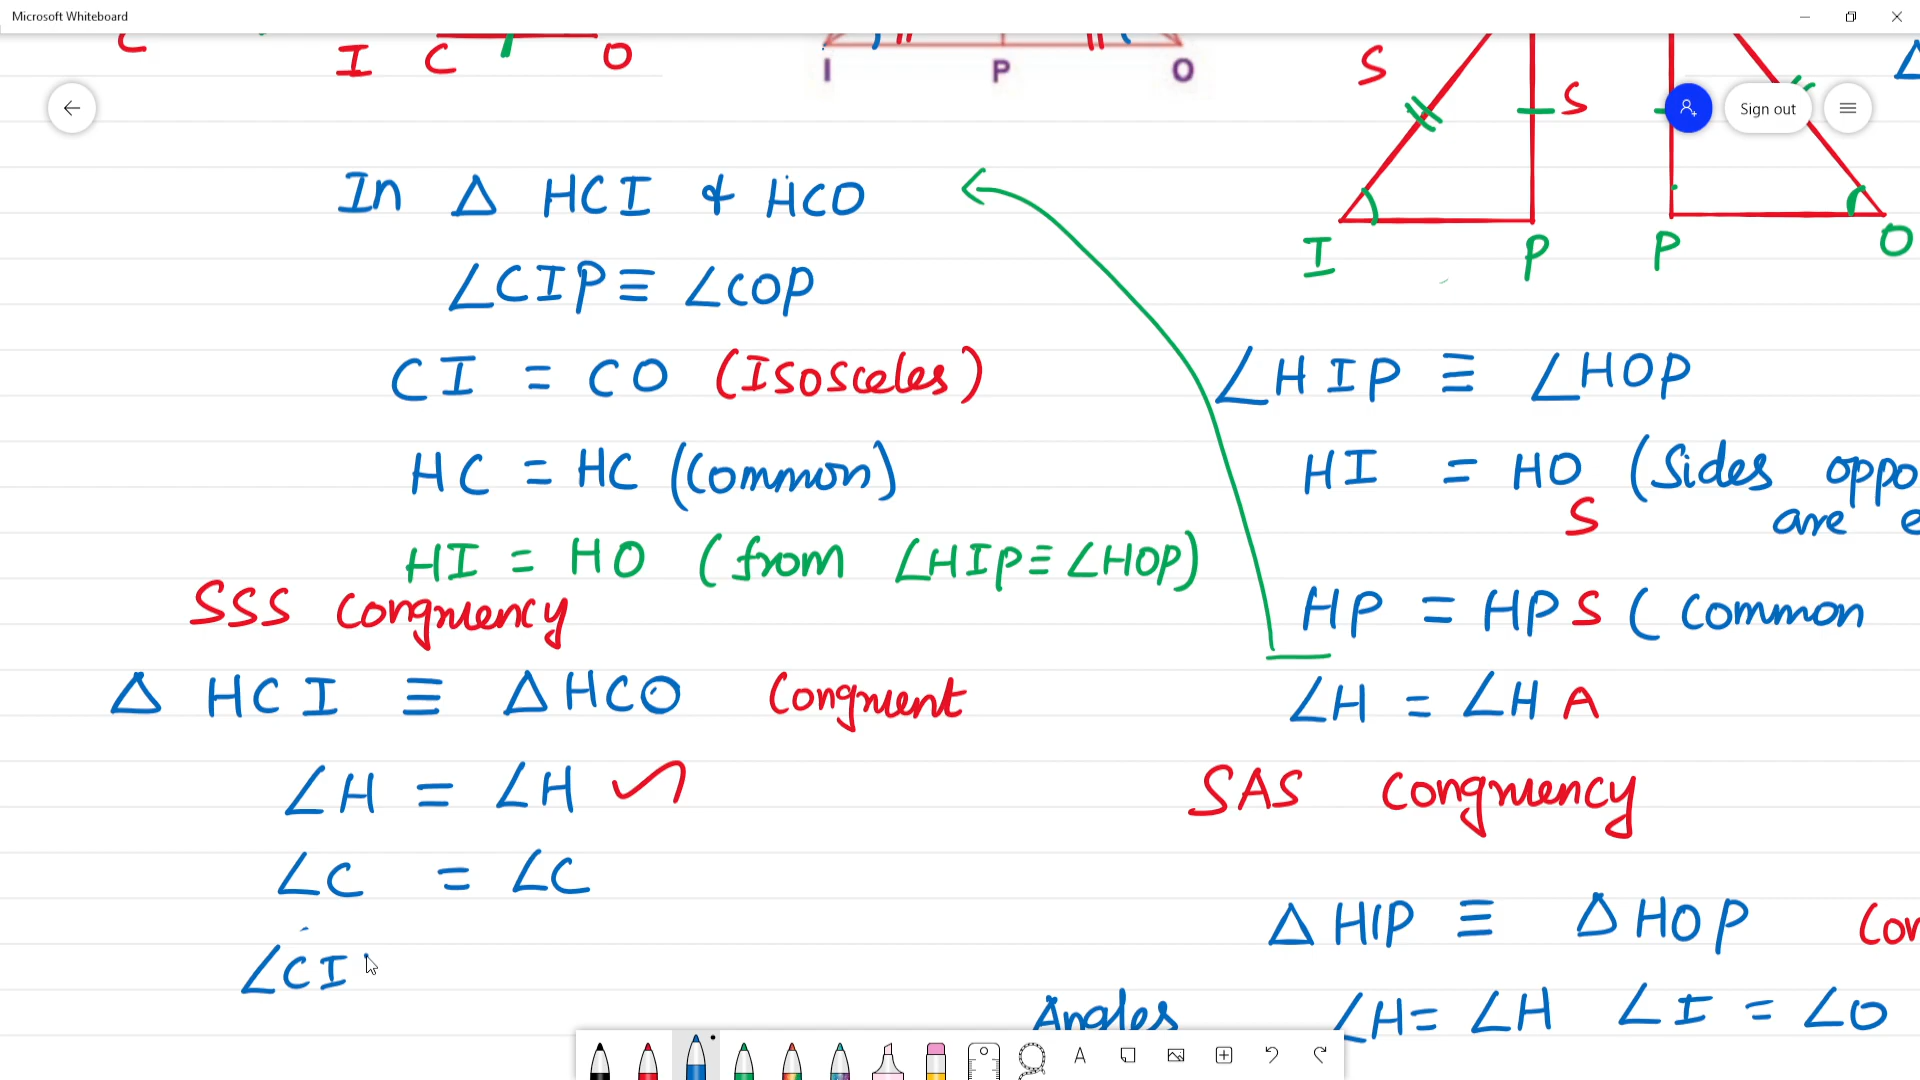 Microsoft Whiteboard
C
I C O
I P O
S
S
Sign out
I P P O
In Δ HCI & HCO
∠CIP ≡ ∠COP
CI = CO (Isosceles)
HC = HC (Common)
HI = HO (from ∠HIP ≡ ∠HOP)
SSS Congruency
Δ HCI ≡ Δ HCO Congruent
∠H = ∠H
∠C = ∠C
∠CI
∠HIP ≡ ∠HOP
HI = HO (Sides oppo
S are e
HP = HP S (Common
∠H = ∠H A
SAS Congruency
Δ HIP ≡ Δ HOP Con
Angles ∠H = ∠H ∠I = ∠O
A